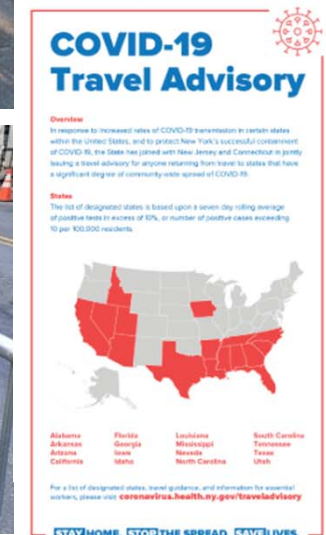 COVID-19
Travel Advisory
Overview
In response to increased rates of COVID-19 transmission in certain states
within the United States, and to protect New York's successful containment
of COVID-19, the State has joined with New Jersey and Connecticut in jointly
issuing a travel advisory for anyone returning from travel to states that have
a significant degree of community-wide spread of COVID-19.
States
The list of designated states is based upon a seven day rolling average
of positive tests in excess of 10%, or number of positive cases exceeding
10 per 100,000 residents.
Alabama Florida Louisiana South Carolina
Arkansas Georgia Mississippi Tennessee
Arizona Iowa Nevada Texas
California Idaho North Carolina Utah
For a list of designated states, travel guidance, and information for essential
workers, please visit coronavirus.health.ny.gov/traveladvisory
STAY HOME. STOP THE SPREAD. SAVE LIVES.